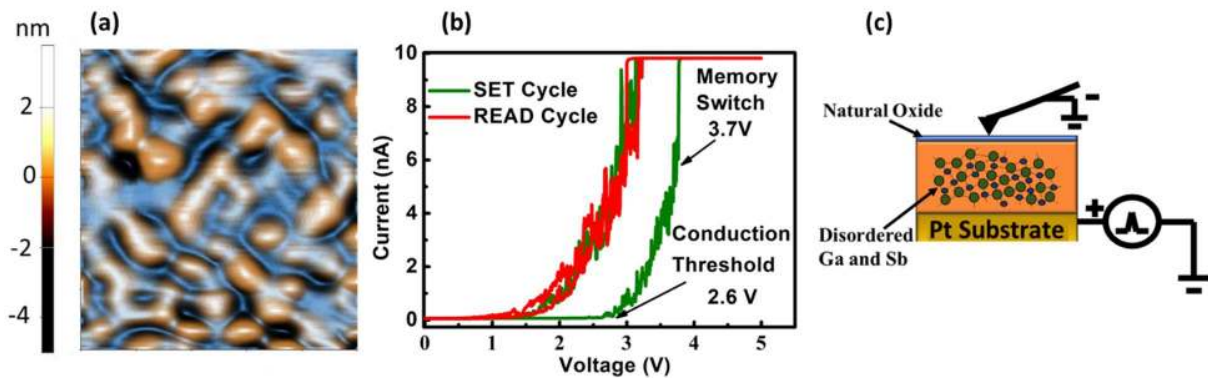 (a)
nm
2
0
-2
-4
(b)
10
8
6
4
2
0
Current (nA)
SET Cycle
READ Cycle
Memory
Switch
3.7V
Conduction
Threshold
2.6 V
0 1 2 3 4 5
Voltage (V)
(c)
Natural Oxide
-
+
Pt Substrate
Disordered
Ga and Sb